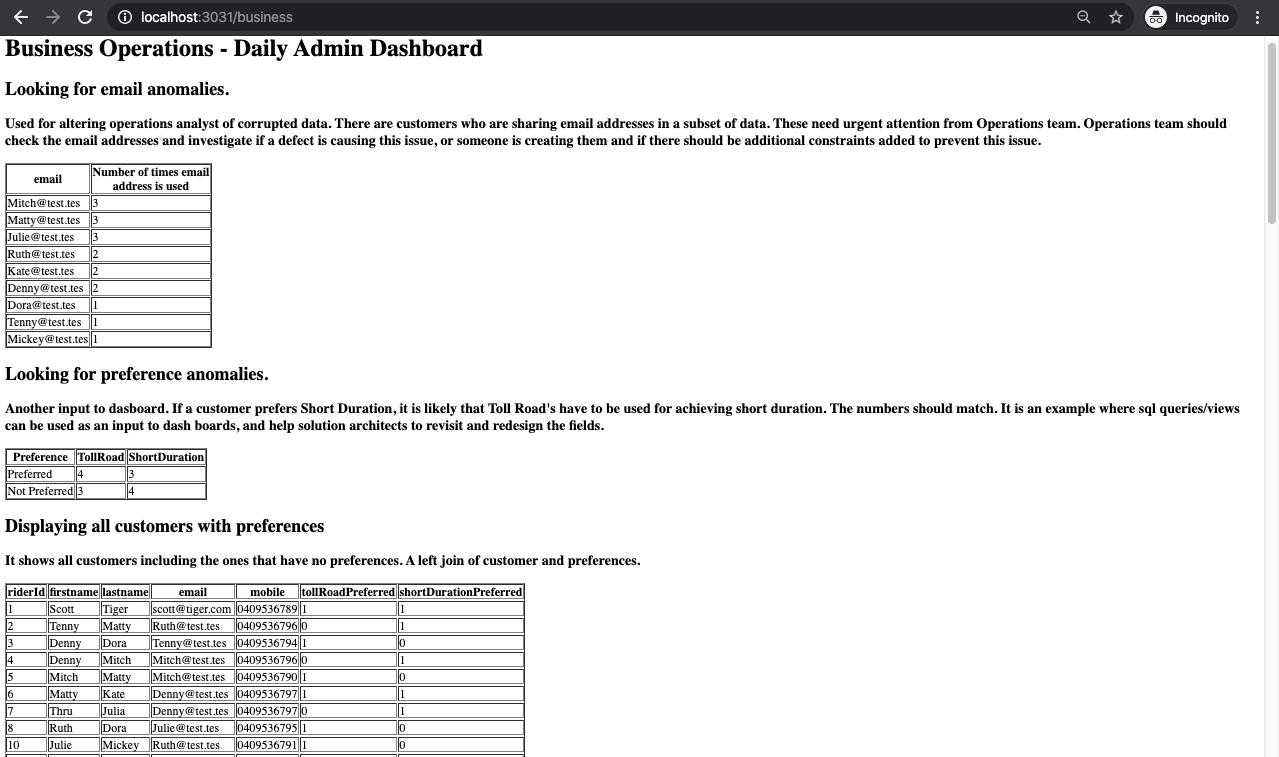 localhost:3031/business
Incognito
Business Operations - Daily Admin Dashboard
Looking for email anomalies.
Used for altering operations analyst of corrupted data. There are customers who are sharing email addresses in a subset of data. These need urgent attention from Operations team. Operations team should
check the email addresses and investigate if a defect is causing this issue, or someone is creating them and if there should be additional constraints added to prevent this issue.
email Number of times email
address is used
Mitch@test.tes 3
Matty@test.tes 3
Julie@test.tes 3
Ruth@test.tes 2
Kate@test.tes 2
Denny@test.tes 2
Dora@test.tes 1
Tenny@test.tes 1
Mickey@test.tes 1
Looking for preference anomalies.
Another input to dasboard. If a customer prefers Short Duration, it is likely that Toll Road's have to be used for achieving short duration. The numbers should match. It is an example where sql queries/views
can be used as an input to dash boards, and help solution architects to revisit and redesign the fields.
Preference TollRoad ShortDuration
Preferred 4 3
Not Preferred 3 4
Displaying all customers with preferences
It shows all customers including the ones that have no preferences. A left join of customer and preferences.
riderId firstname lastname email mobile tollRoadPreferred shortDurationPreferred
1 Scott Tiger scott@tiger.com 0409536789 1 1
2 Tenny Matty Ruth@test.tes 0409536796 0 1
3 Denny Dora Tenny@test.tes 0409536794 1 0
4 Denny Mitch Mitch@test.tes 0409536796 0 1
5 Mitch Matty Mitch@test.tes 0409536790 1 0
6 Matty Kate Denny@test.tes 0409536797 1 1
7 Thru Julia Denny@test.tes 0409536797 0 1
8 Ruth Dora Julie@test.tes 0409536795 1 0
10 Julie Mickey Ruth@test.tes 0409536791 1 0